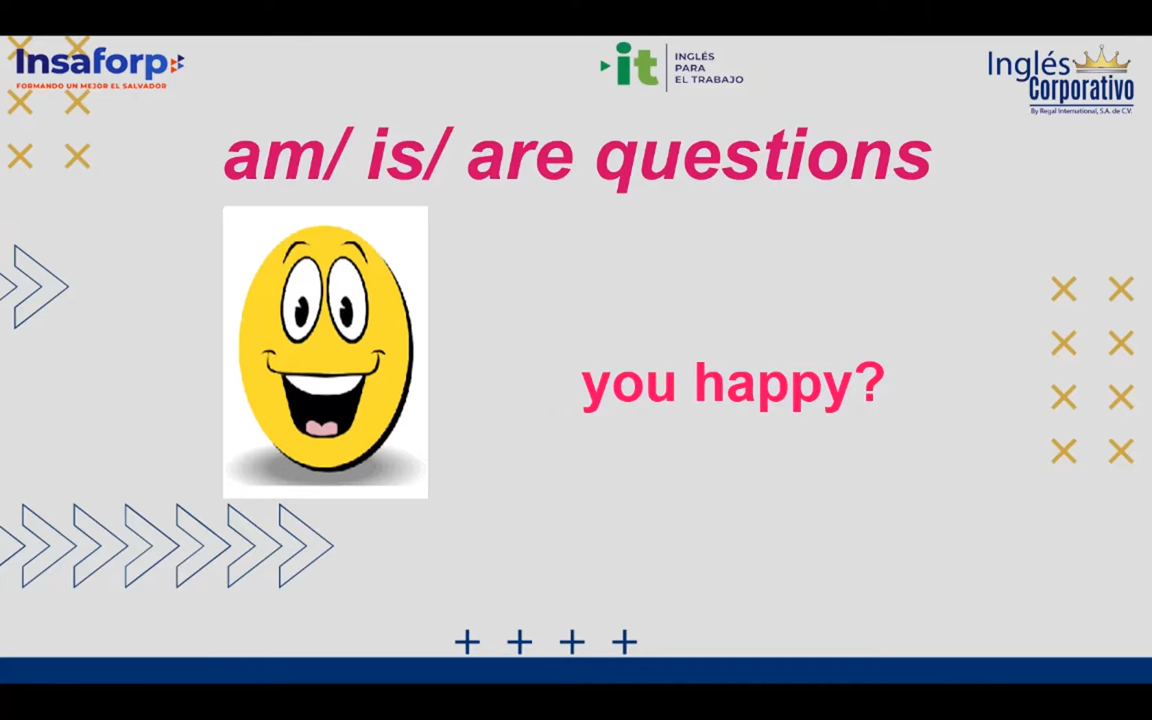 Insaforp
FORMANDO UN MEJOR EL SALVADOR
it
INGLÉS
PARA
EL TRABAJO
Inglés
Corporativo
By Regal International, S.A. de C.V.
am/ is/ are questions
you happy?